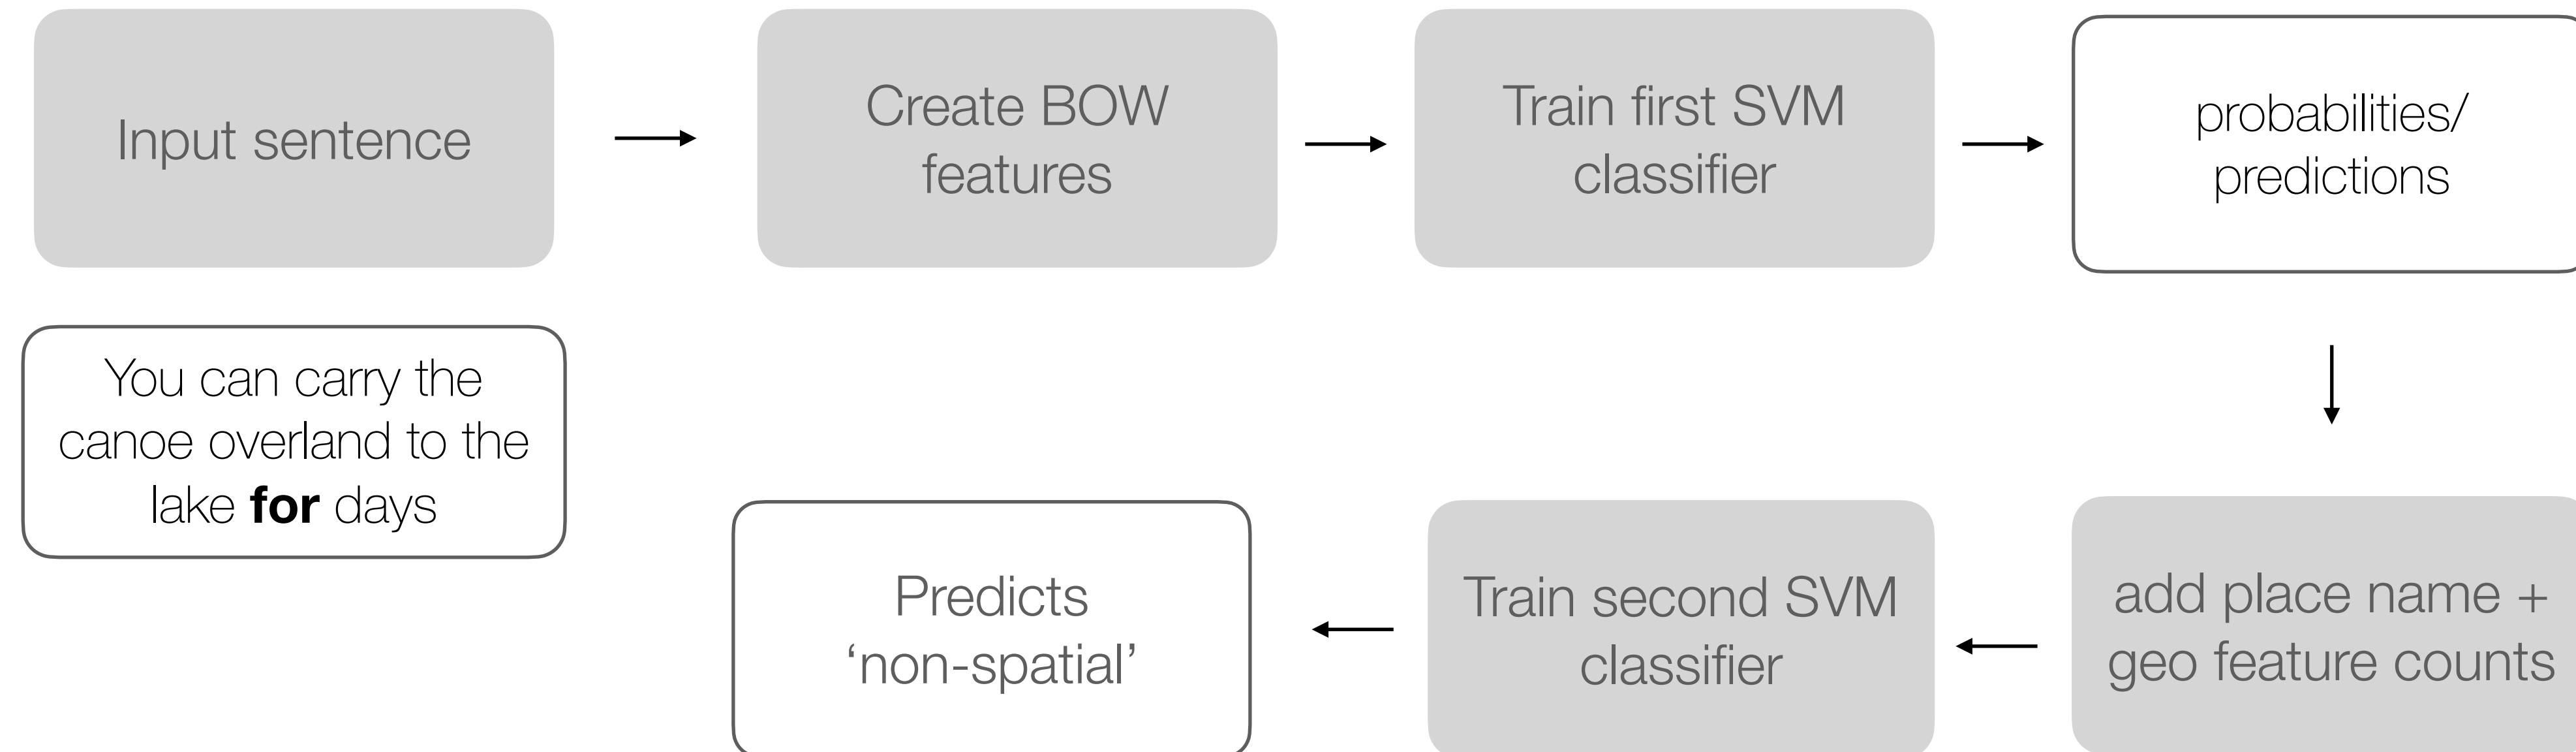 Input sentence
Create BOW
features
Train first SVM
classifier
probabilities/
predictions
You can carry the
canoe overland to the
lake for days
add place name +
geo feature counts
Train second SVM
classifier
Predicts
‘non-spatial’